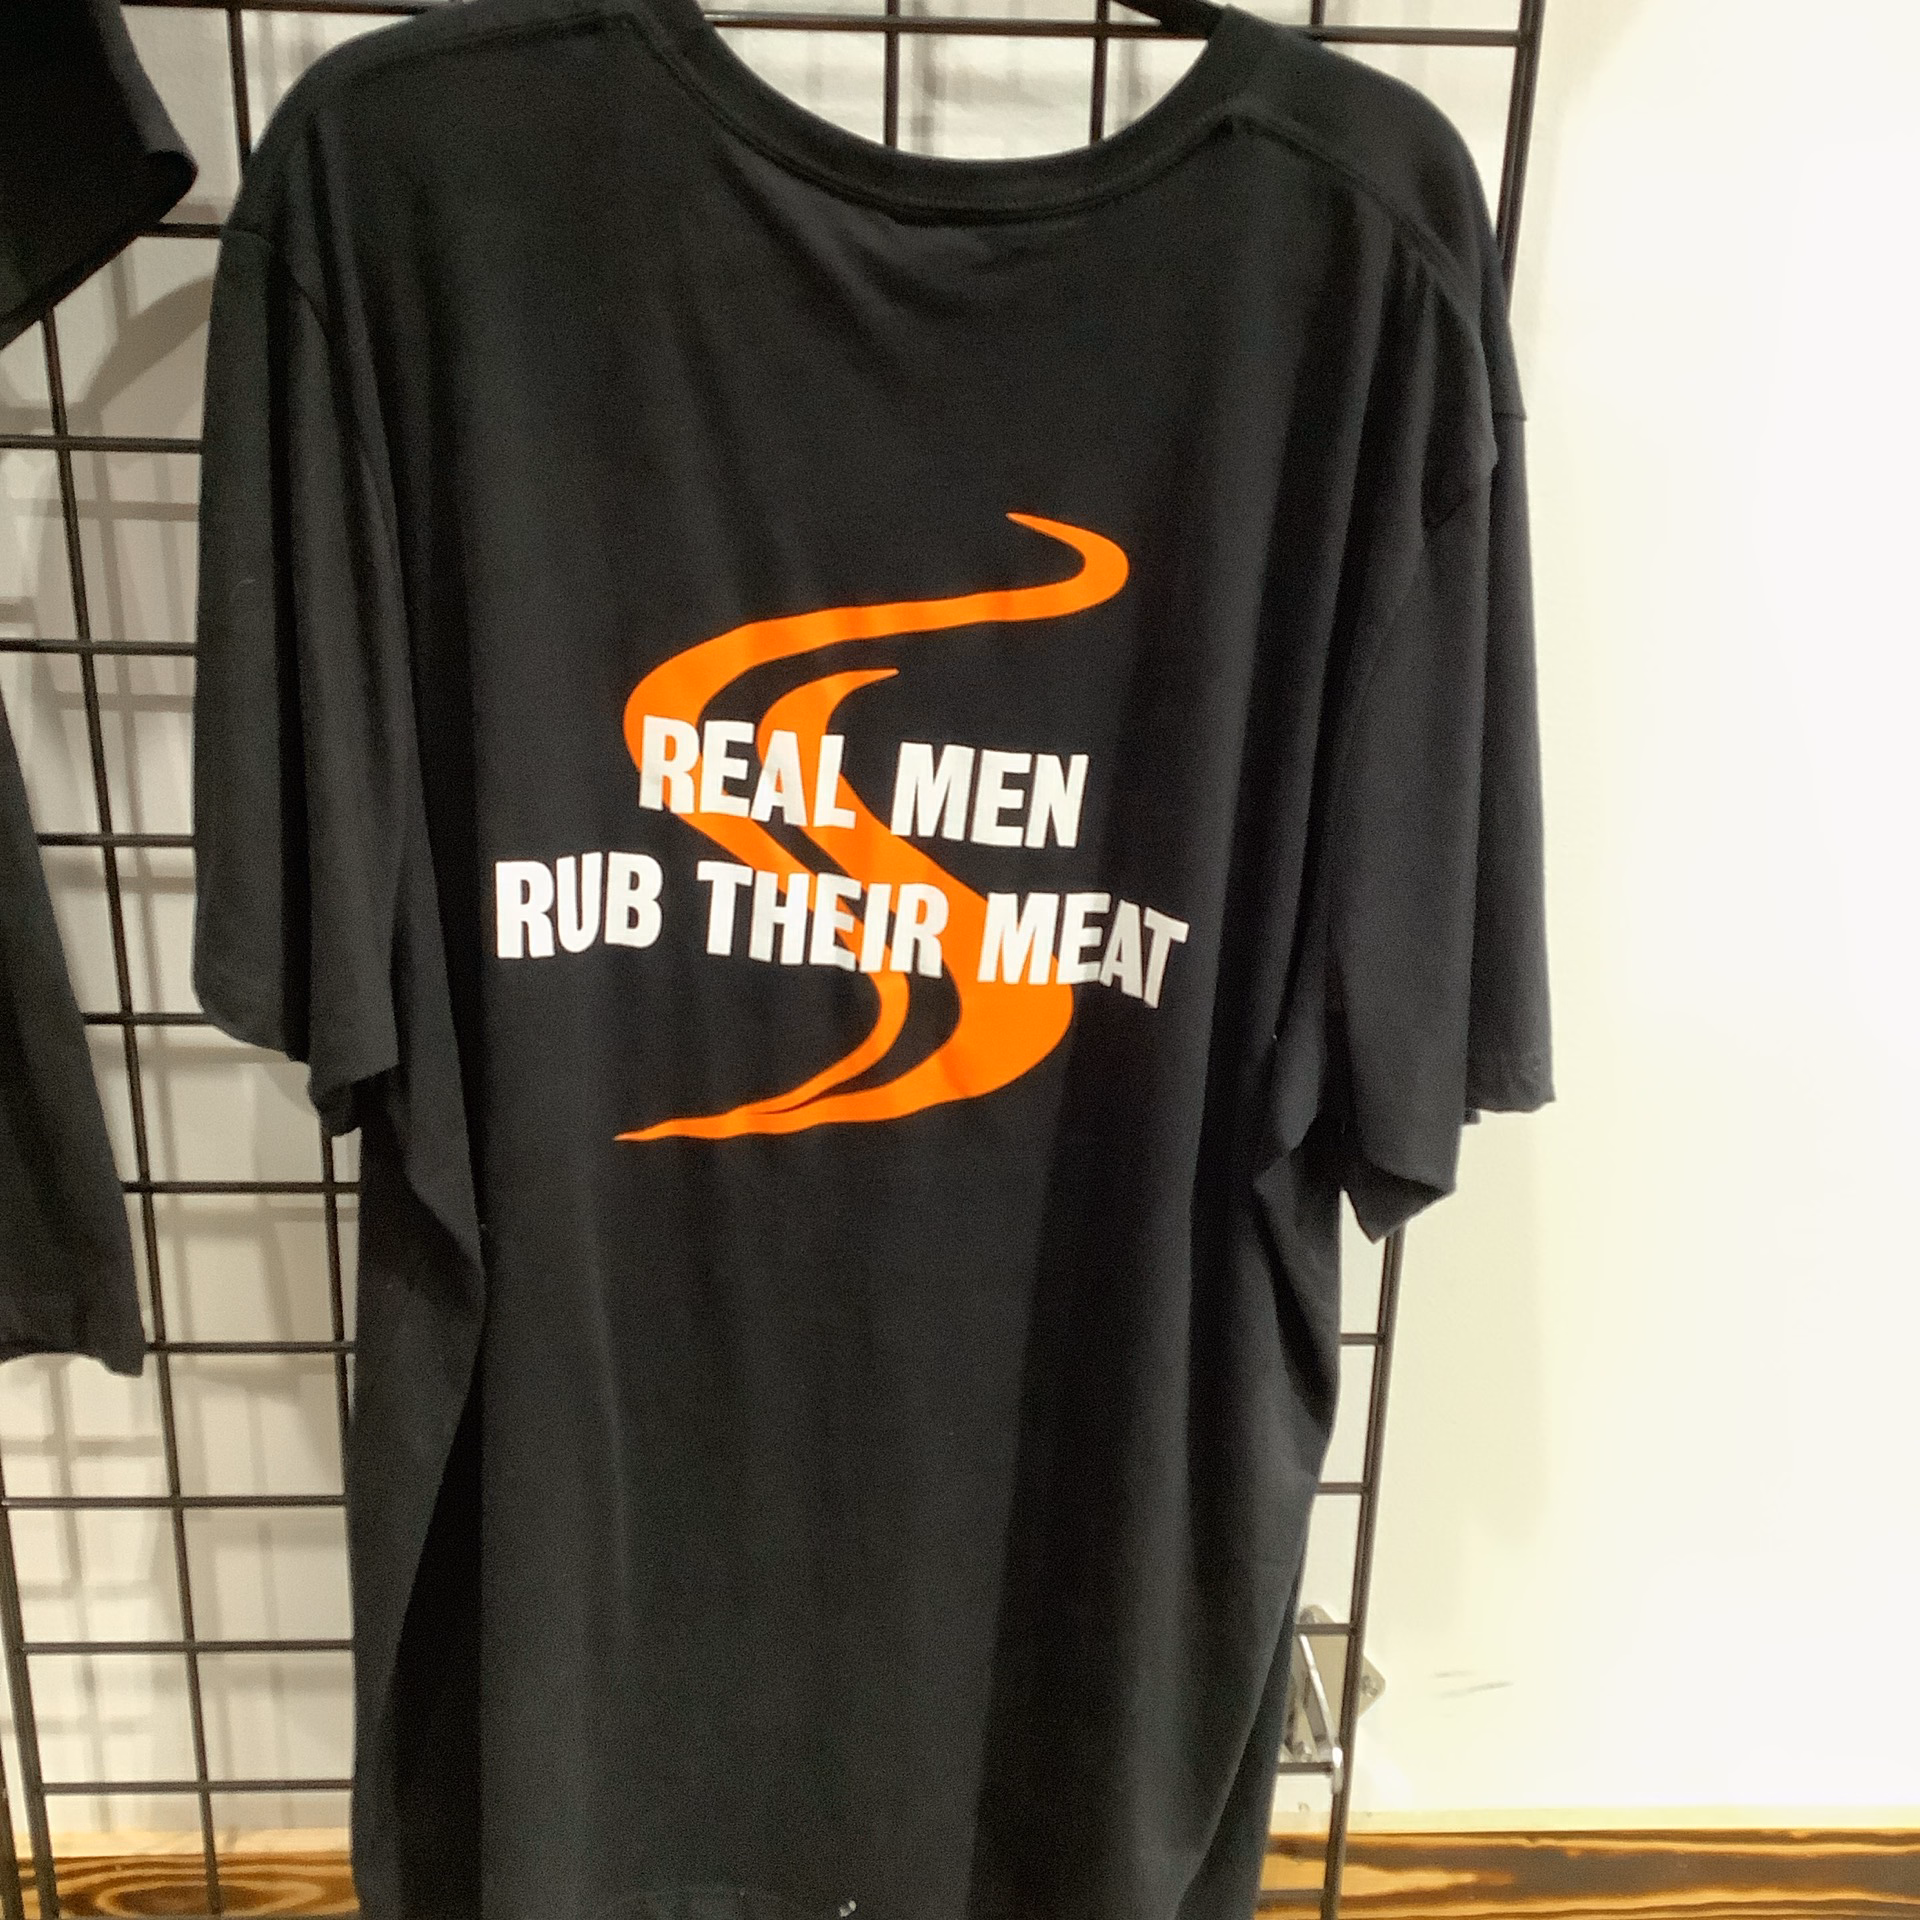 REAL MEN
RUB THEIR MEAT